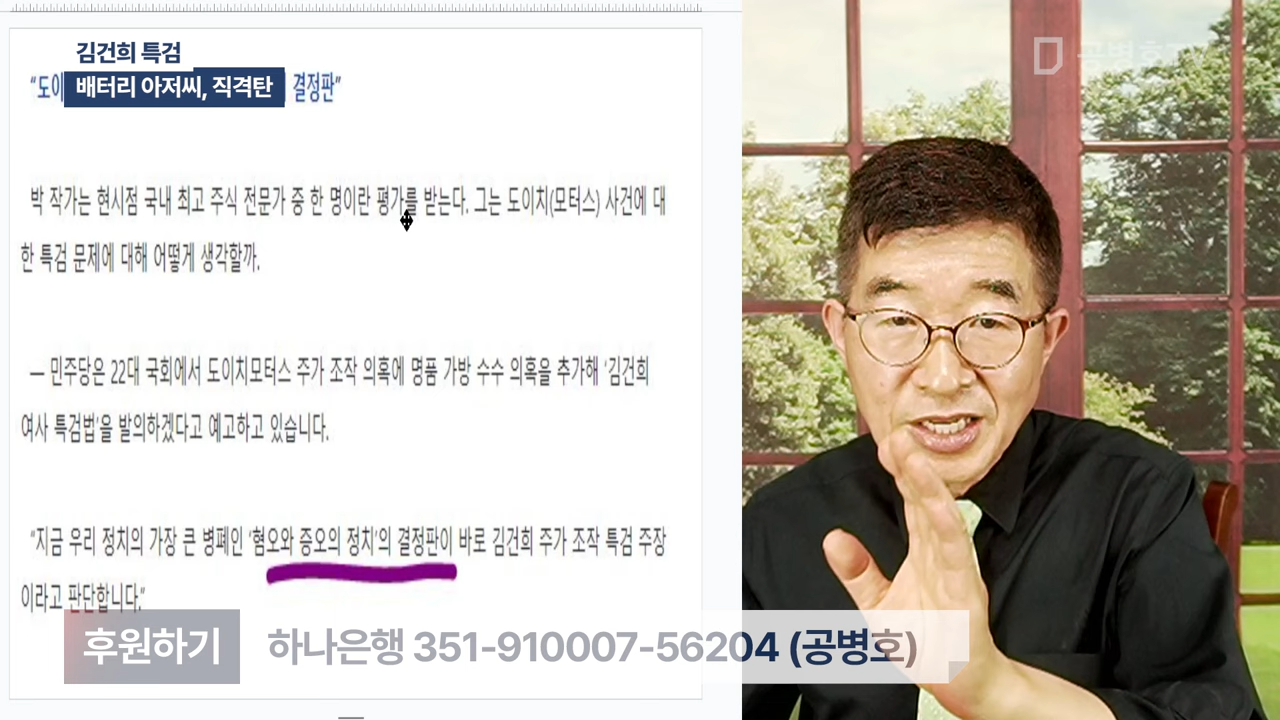 김건희 특검
배터리 아저씨, 직격탄
“도이 결정판”
공병호TV
박 작가는 현시점 국내 최고 주식 전문가 중 한 명이란 평가를 받는다. 그는 도이치(모터스) 사건에 대
한 특검 문제에 대해 어떻게 생각할까.
─ 민주당은 22대 국회에서 도이치모터스 주가 조작 의혹에 명품 가방 수수 의혹을 추가해 ‘김건희
여사 특검법’을 발의하겠다고 예고하고 있습니다.
“지금 우리 정치의 가장 큰 병폐인 ‘혐오와 증오의 정치’의 결정판이 바로 김건희 주가 조작 특검 주장
이라고 판단합니다.”
후원하기 하나은행 351-910007-56204 (공병호)